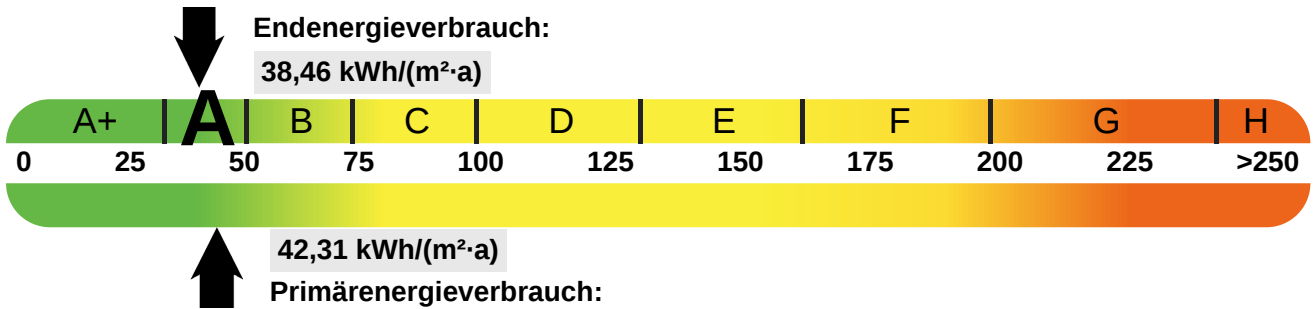 Endenergieverbrauch:
38,46 kWh/(m²·a)
A+ A B C D E F G H
0 25 50 75 100 125 150 175 200 225 >250
42,31 kWh/(m²·a)
Primärenergieverbrauch: